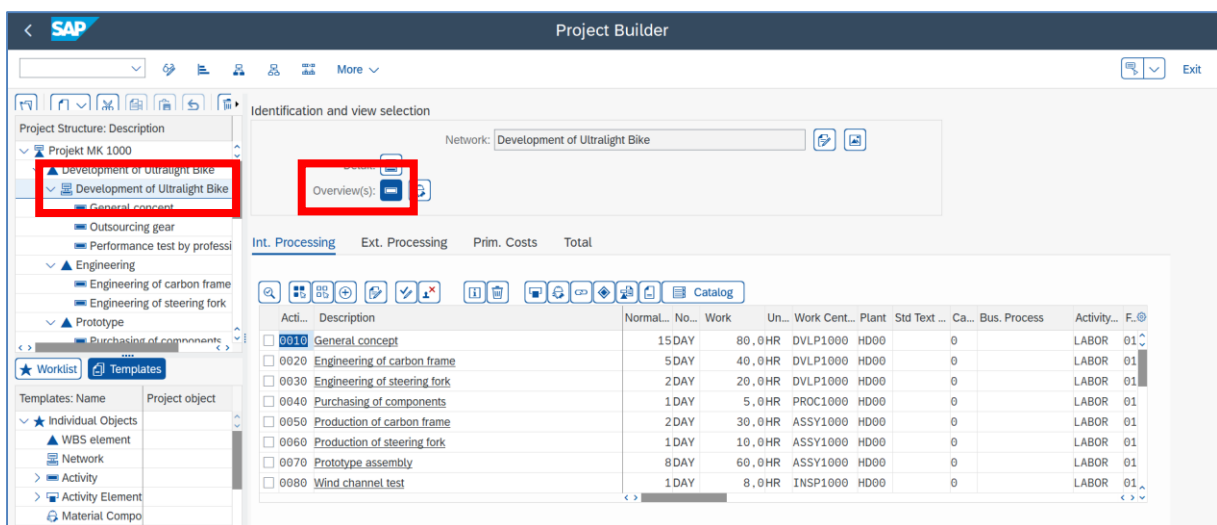 SAP
Project Builder
More
Exit
Identification and view selection
Project Structure: Description
Network: Development of Ultralight Bike
Projekt MK 1000
Development of Ultralight Bike
Development of Ultralight Bike
Overview(s):
General concept
Outsourcing gear
Performance test by professi
Int. Processing Ext. Processing Prim. Costs Total
Engineering
Engineering of carbon frame
Engineering of steering fork
Catalog
Prototype
Purchasing of components
Acti... Description Normal... No... Work Un... Work Cent... Plant Std Text ... Ca... Bus. Process Activity... F..
0010 General concept 15 DAY 80,0 HR DVLP1000 HD00 0 LABOR 01
0020 Engineering of carbon frame 5 DAY 40,0 HR DVLP1000 HD00 0 LABOR 01
0030 Engineering of steering fork 2 DAY 20,0 HR DVLP1000 HD00 0 LABOR 01
0040 Purchasing of components 1 DAY 5,0 HR PROC1000 HD00 0 LABOR 01
0050 Production of carbon frame 2 DAY 30,0 HR ASSY1000 HD00 0 LABOR 01
0060 Production of steering fork 1 DAY 10,0 HR ASSY1000 HD00 0 LABOR 01
0070 Prototype assembly 8 DAY 60,0 HR ASSY1000 HD00 0 LABOR 01
0080 Wind channel test 1 DAY 8,0 HR INSP1000 HD00 0 LABOR 01
Worklist Templates
Templates: Name Project object
Individual Objects
WBS element
Network
Activity
Activity Element
Material Compo